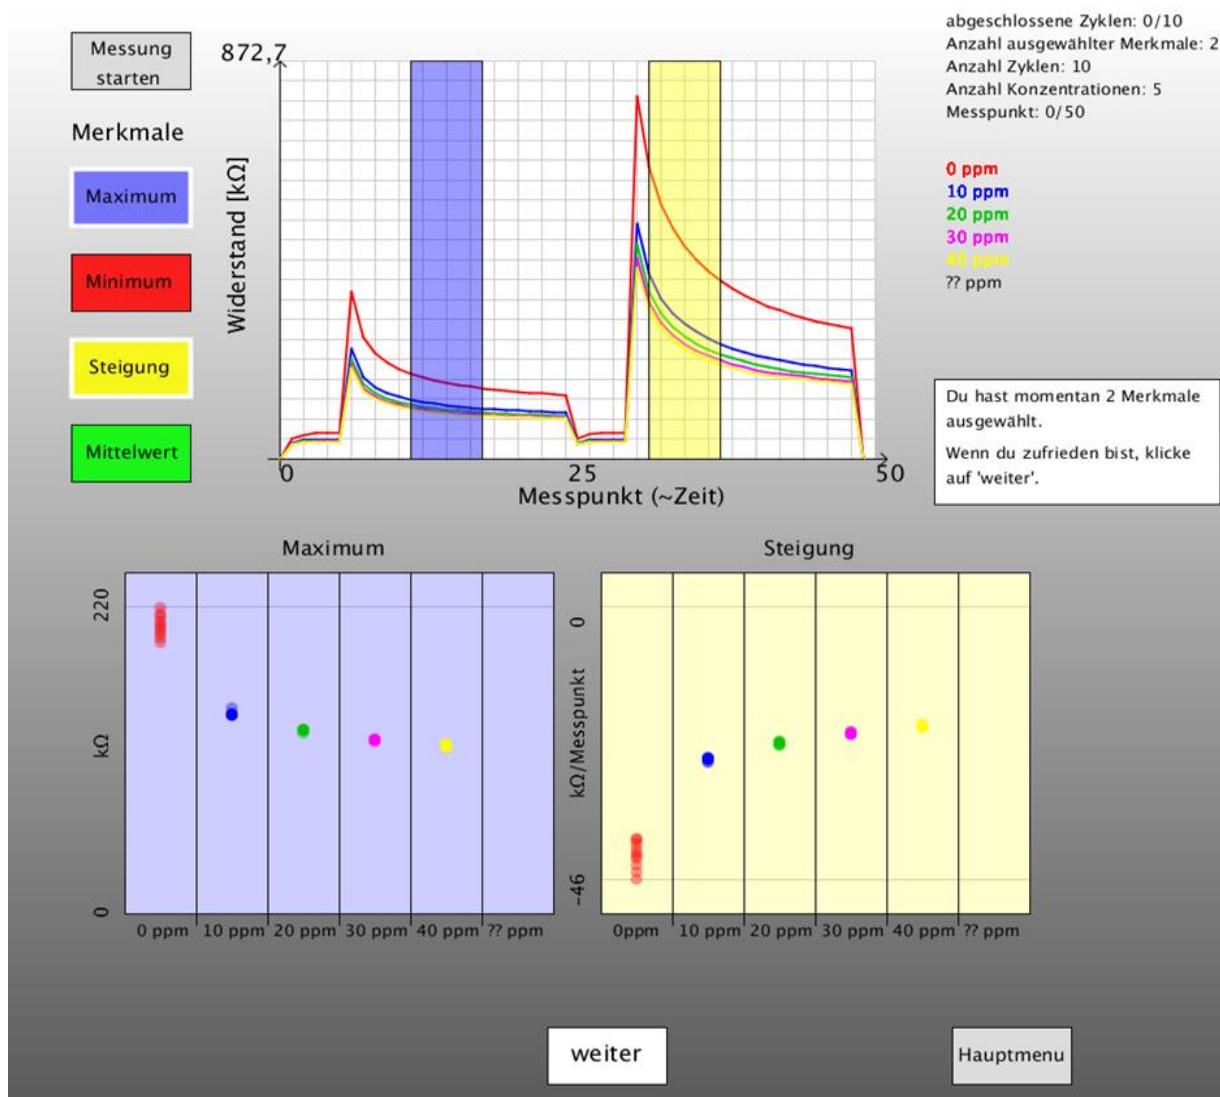 Messung
starten
Merkmale
Maximum
Minimum
Steigung
Mittelwert
872,7
Widerstand [kΩ]
0
25
50
Messpunkt (~Zeit)
abgeschlossene Zyklen: 0/10
Anzahl ausgewählter Merkmale: 2
Anzahl Zyklen: 10
Anzahl Konzentrationen: 5
Messpunkt: 0/50
0 ppm
10 ppm
20 ppm
30 ppm
40 ppm
?? ppm
Du hast momentan 2 Merkmale
ausgewählt.
Wenn du zufrieden bist, klicke
auf 'weiter'.
Maximum
220
kΩ
0
0 ppm 10 ppm 20 ppm 30 ppm 40 ppm ?? ppm
Steigung
0
kΩ/Messpunkt
-46
0ppm 10 ppm 20 ppm 30 ppm 40 ppm ?? ppm
weiter
Hauptmenu